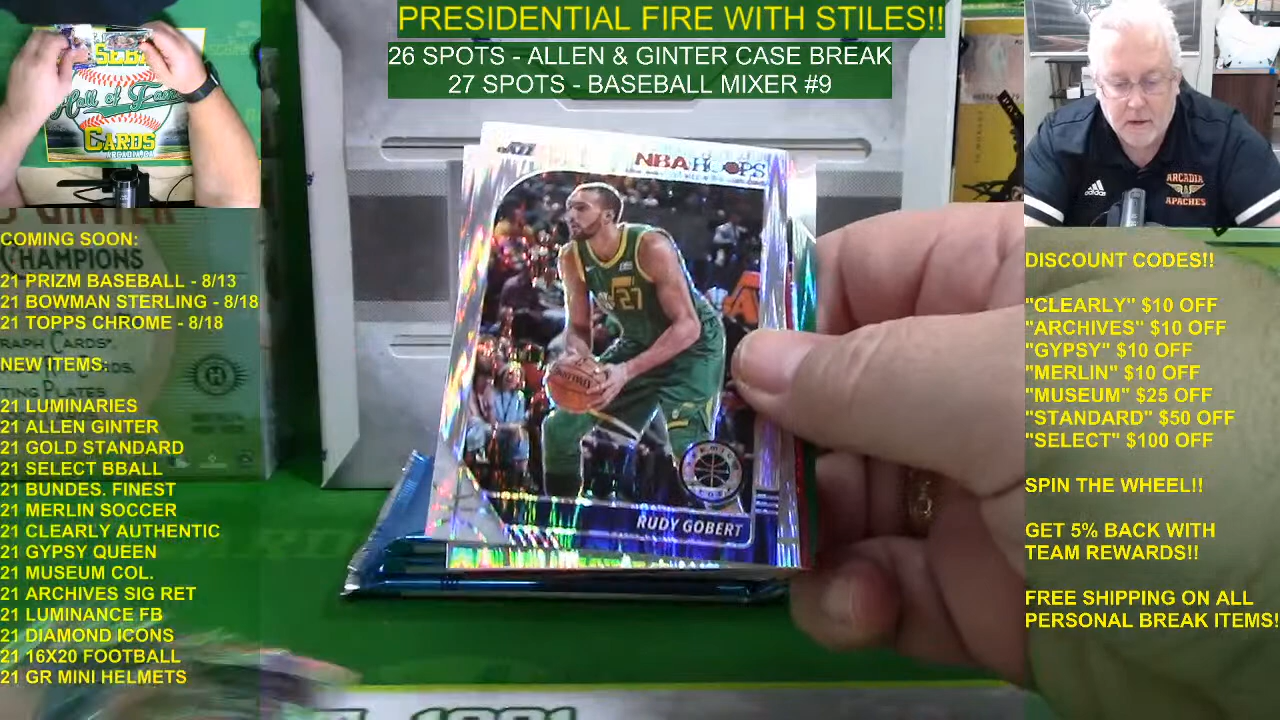 PRESIDENTIAL FIRE WITH STILES!!
26 SPOTS - ALLEN & GINTER CASE BREAK
27 SPOTS - BASEBALL MIXER #9
Hall of Fame
CARDS
GINTER
CHAMPIONS
COMING SOON:
21 PRIZM BASEBALL - 8/13
21 BOWMAN STERLING - 8/18
21 TOPPS CHROME - 8/18
NEW ITEMS:
21 LUMINARIES
21 ALLEN GINTER
21 GOLD STANDARD
21 SELECT BBALL
21 BUNDES. FINEST
21 MERLIN SOCCER
21 CLEARLY AUTHENTIC
21 GYPSY QUEEN
21 MUSEUM COL.
21 ARCHIVES SIG RET
21 LUMINANCE FB
21 DIAMOND ICONS
21 16X20 FOOTBALL
21 GR MINI HELMETS
NBA HOOPS
27
RUDY GOBERT
adidas
ARCADIA
APACHES
DISCOUNT CODES!!
"CLEARLY" $10 OFF
"ARCHIVES" $10 OFF
"GYPSY" $10 OFF
"MERLIN" $10 OFF
"MUSEUM" $25 OFF
"STANDARD" $50 OFF
"SELECT" $100 OFF
SPIN THE WHEEL!!
GET 5% BACK WITH
TEAM REWARDS!!
FREE SHIPPING ON ALL
PERSONAL BREAK ITEMS!